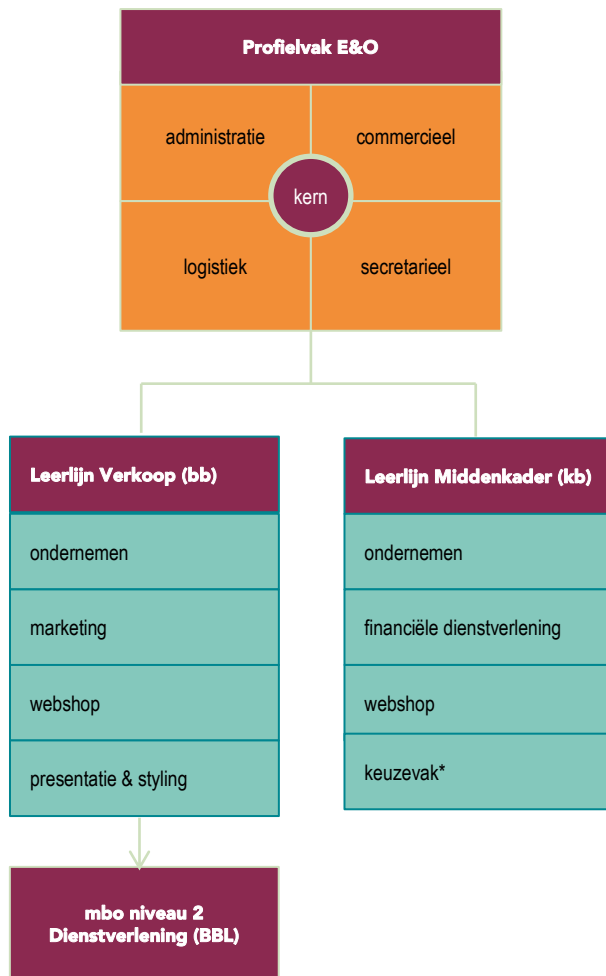 Profielvak E&O
administratie
commercieel
kern
logistiek
secretarieel
Leerlijn Verkoop (bb)
ondernemen
marketing
webshop
presentatie & styling
mbo niveau 2
Dienstverlening (BBL)
Leerlijn Middenkader (kb)
ondernemen
financiële dienstverlening
webshop
keuzevak*